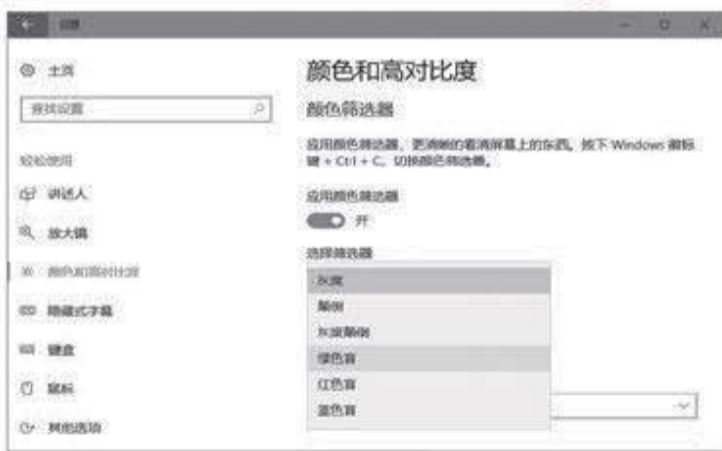 设置
主页
颜色和高对比度
查找设置
颜色筛选器
应用颜色筛选器，更清晰的看清屏幕上的东西。按下 Windows 徽标
键 + Ctrl + C，切换颜色筛选器。
轻松使用
讲述人
应用颜色筛选器
开
放大镜
选择筛选器
颜色和高对比度
灰度
颠倒
隐藏式字幕
灰度颠倒
键盘
绿色盲
鼠标
红色盲
蓝色盲
其他选项